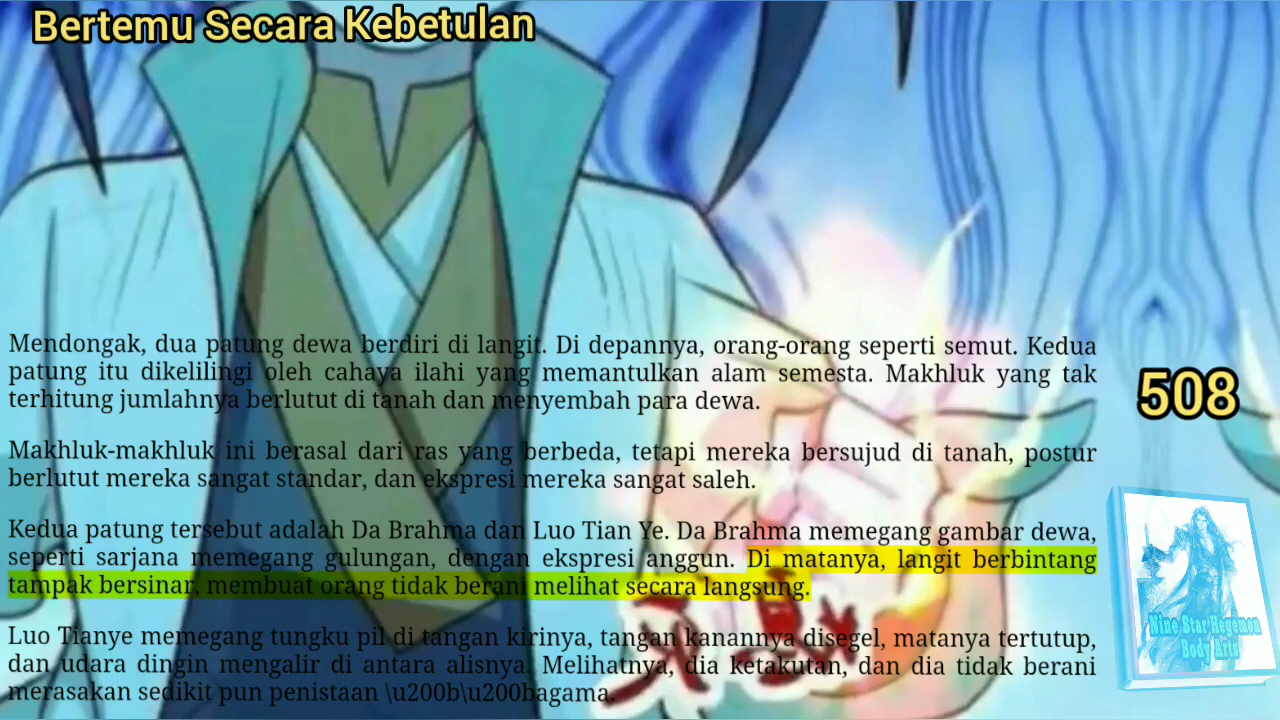 Bertemu Secara Kebetulan
Mendongak, dua patung dewa berdiri di langit. Di depannya, orang-orang seperti semut. Kedua
patung itu dikelilingi oleh cahaya ilahi yang memantulkan alam semesta. Makhluk yang tak
terhitung jumlahnya berlutut di tanah dan menyembah para dewa.
Makhluk-makhluk ini berasal dari ras yang berbeda, tetapi mereka bersujud di tanah, postur
berlutut mereka sangat standar, dan ekspresi mereka sangat saleh.
Kedua patung tersebut adalah Da Brahma dan Luo Tian Ye. Da Brahma memegang gambar dewa,
seperti sarjana memegang gulungan, dengan ekspresi anggun. Di matanya, langit berbintang
tampak bersinar, membuat orang tidak berani melihat secara langsung.
Luo Tianye memegang tungku pil di tangan kirinya, tangan kanannya disegel, matanya tertutup,
dan udara dingin mengalir di antara alisnya. Melihatnya, dia ketakutan, dan dia tidak berani
merasakan sedikit pun penistaan \u200b\u200bagama.
508
Nine Star Hegemon
Body Arts